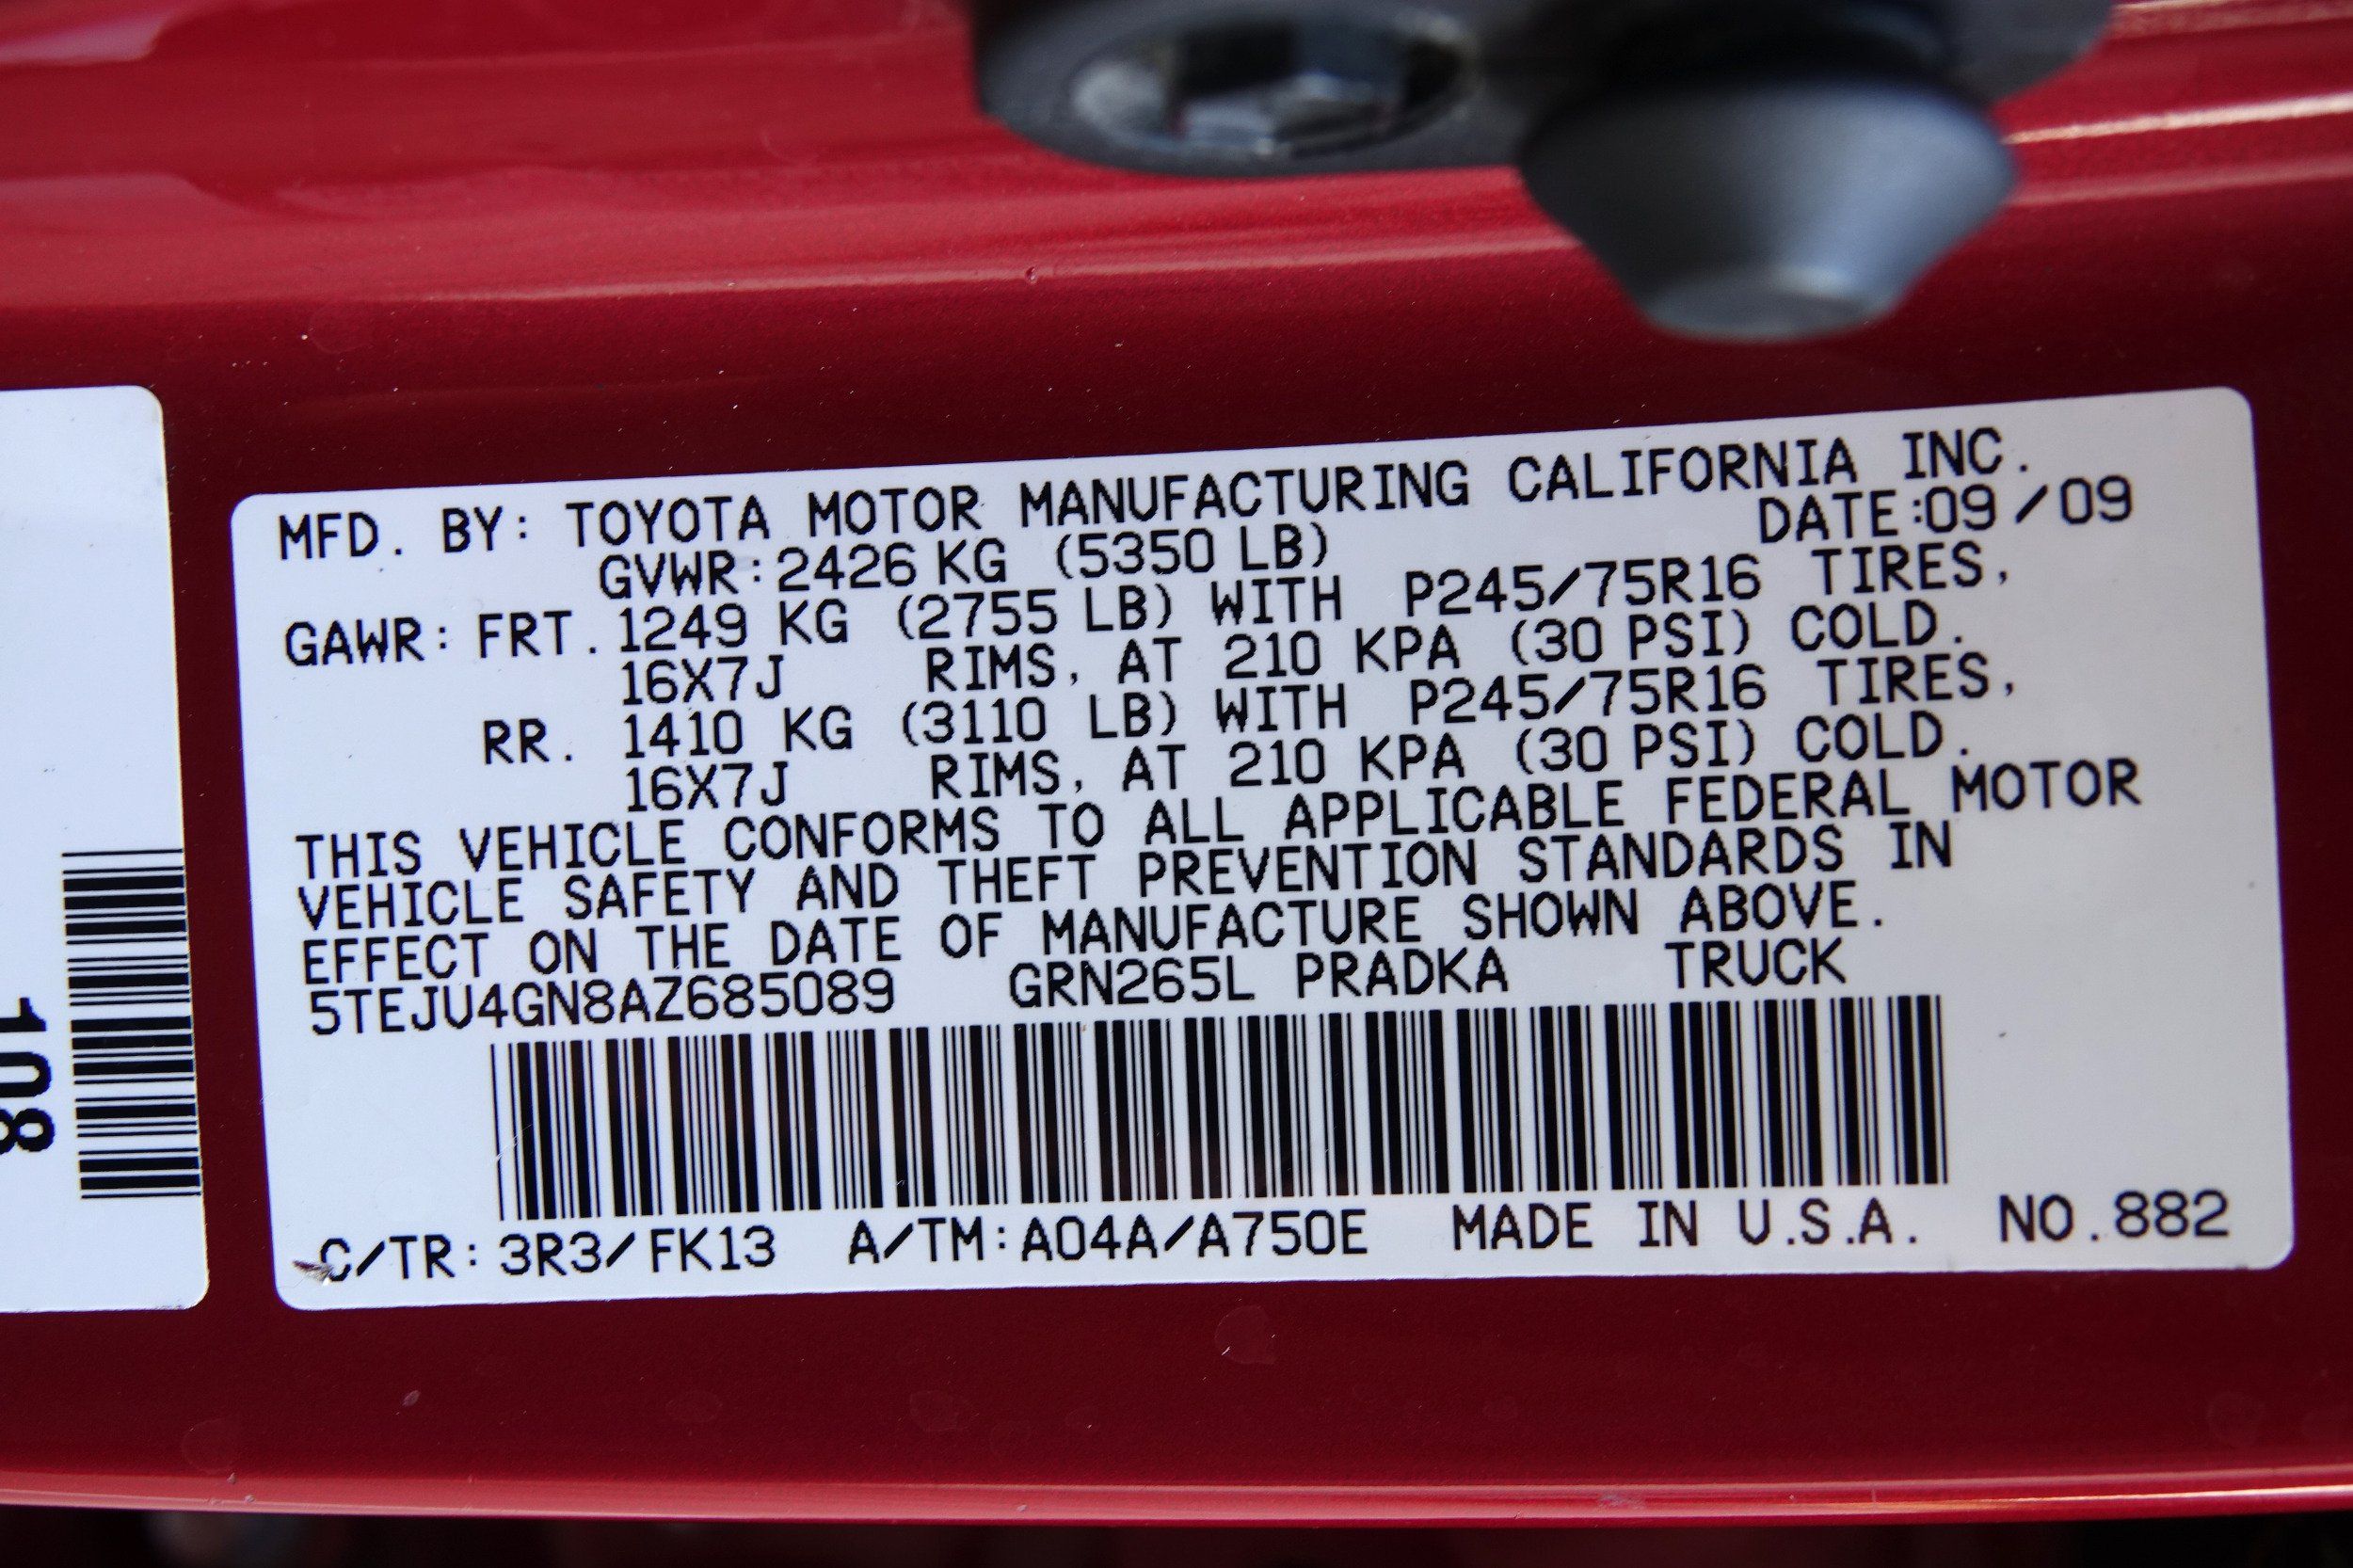 MFD. BY: TOYOTA MOTOR MANUFACTURING CALIFORNIA INC.
GVWR: 2426 KG (5350 LB) DATE: 09/09
GAWR: FRT. 1249 KG (2755 LB) WITH P245/75R16 TIRES,
16X7J RIMS, AT 210 KPA (30 PSI) COLD.
RR. 1410 KG (3110 LB) WITH P245/75R16 TIRES,
16X7J RIMS, AT 210 KPA (30 PSI) COLD.
THIS VEHICLE CONFORMS TO ALL APPLICABLE FEDERAL MOTOR
VEHICLE SAFETY AND THEFT PREVENTION STANDARDS IN
EFFECT ON THE DATE OF MANUFACTURE SHOWN ABOVE.
5TEJU4GN8AZ685089 GRN265L PRADKA TRUCK
C/TR: 3R3/FK13 A/TM: A04A/A750E MADE IN U.S.A. NO. 882
108